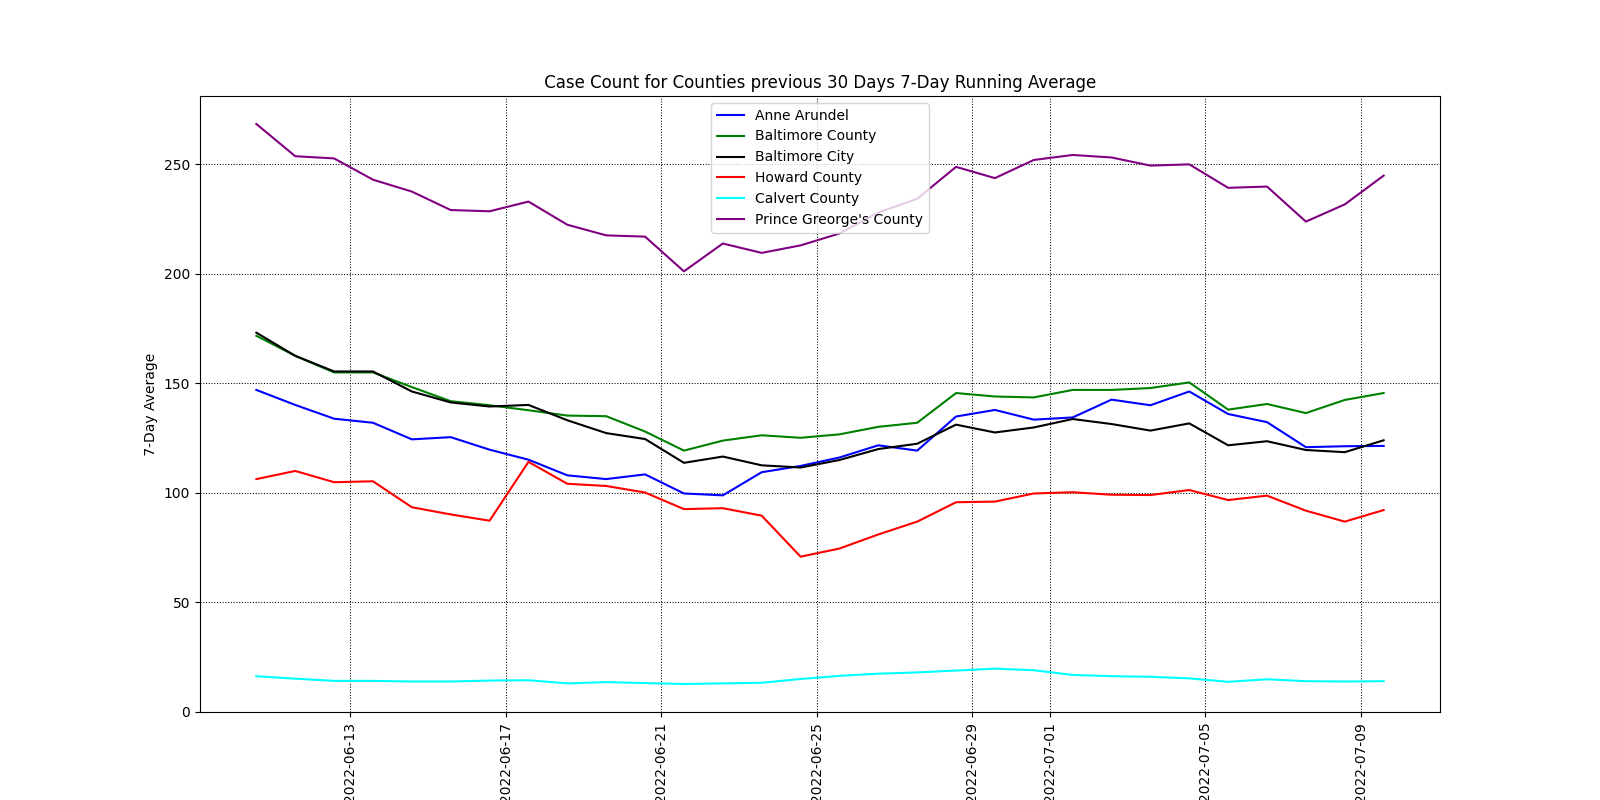 Case Count for Counties previous 30 Days 7-Day Running Average
Anne Arundel
Baltimore County
Baltimore City
Howard County
Calvert County
Prince Greorge's County
7-Day Average
250
200
150
100
50
0
2022-06-13
2022-06-17
2022-06-21
2022-06-25
2022-06-29
2022-07-01
2022-07-05
2022-07-09